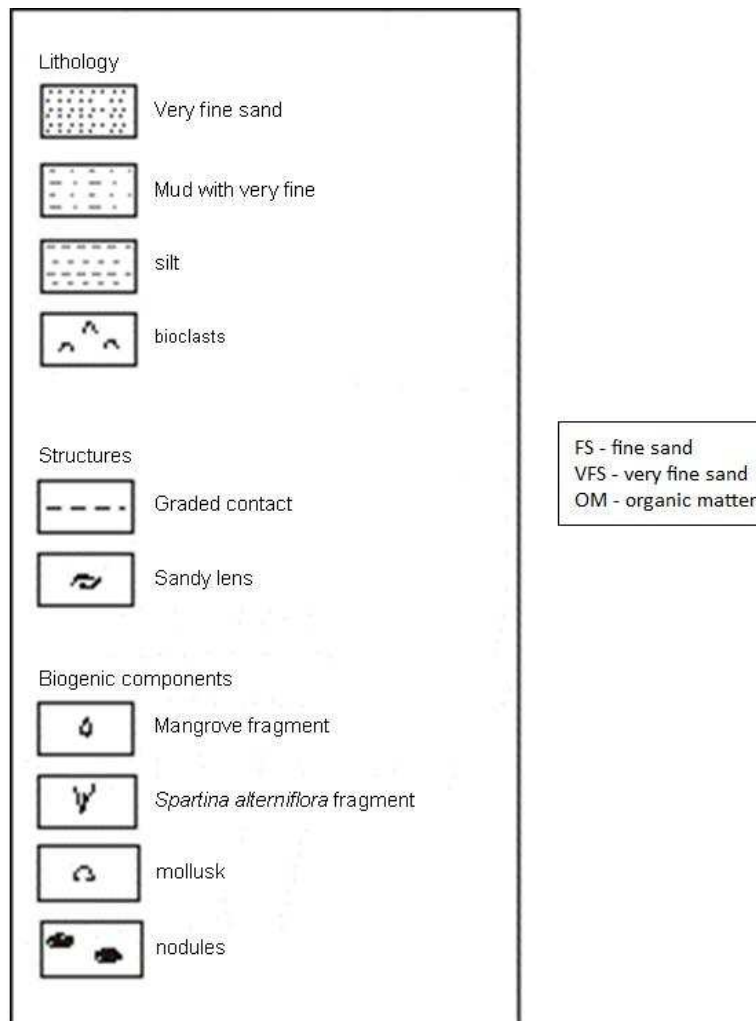 Lithology
Very fine sand
Mud with very fine
silt
bioclasts
Structures
Graded contact
Sandy lens
Biogenic components
Mangrove fragment
Spartina alterniflora fragment
mollusk
nodules
FS - fine sand
VFS - very fine sand
OM - organic matter